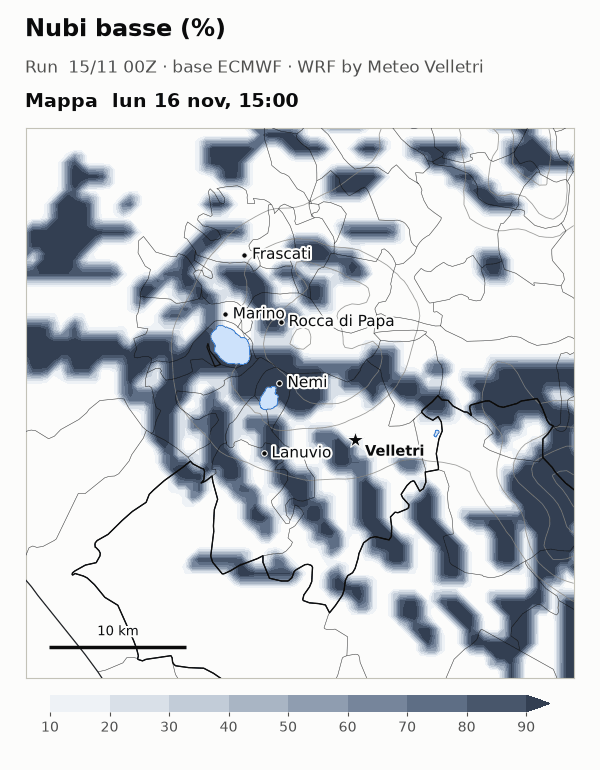 Nubi basse (%)
Run  15/11 00Z · base ECMWF · WRF by Meteo Velletri
Mappa  lun 16 nov, 15:00
Frascati
Marino
Rocca di Papa
Nemi
Velletri
Lanuvio
10 km
10 20 30 40 50 60 70 80 90